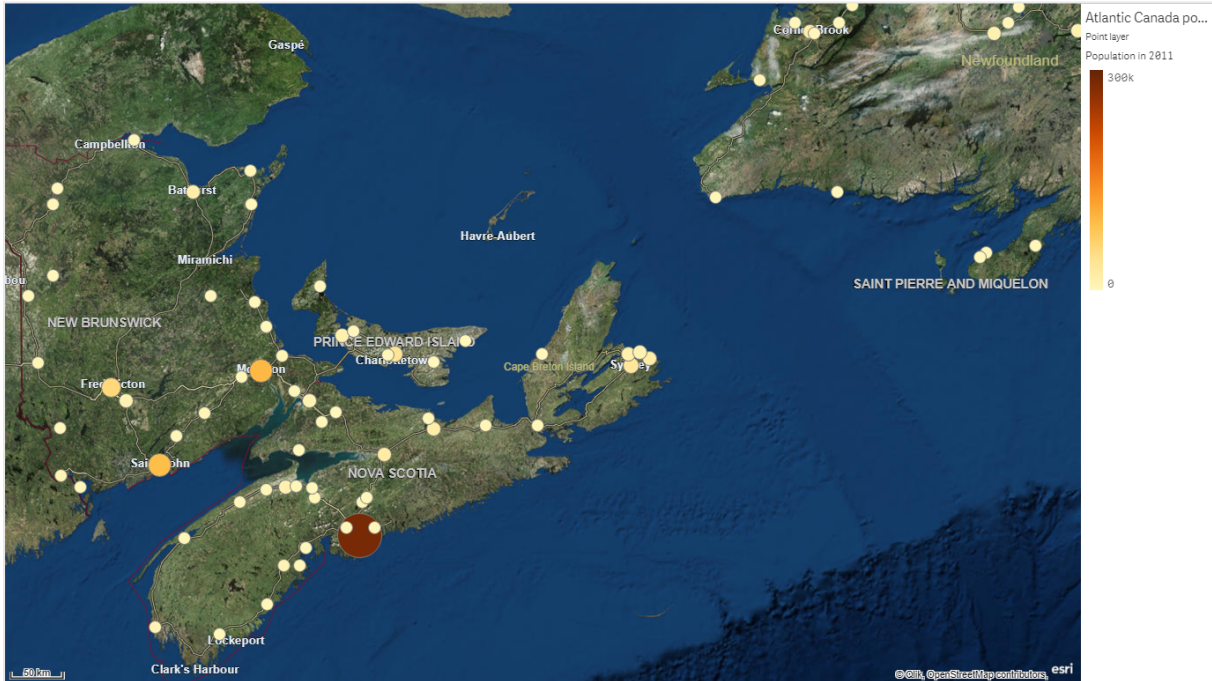 Atlantic Canada po...
Point layer
Population in 2011
300k
0
Gaspé
Corner Brook
Newfoundland
Campbellton
Bathurst
Havre-Aubert
Miramichi
SAINT PIERRE AND MIQUELON
NEW BRUNSWICK
PRINCE EDWARD ISLAND
Charlottetown
Cape Breton Island
Sydney
Moncton
Fredericton
Saint John
NOVA SCOTIA
Lockeport
Clark's Harbour
50 km
© Qlik, OpenStreetMap contributors,
esri